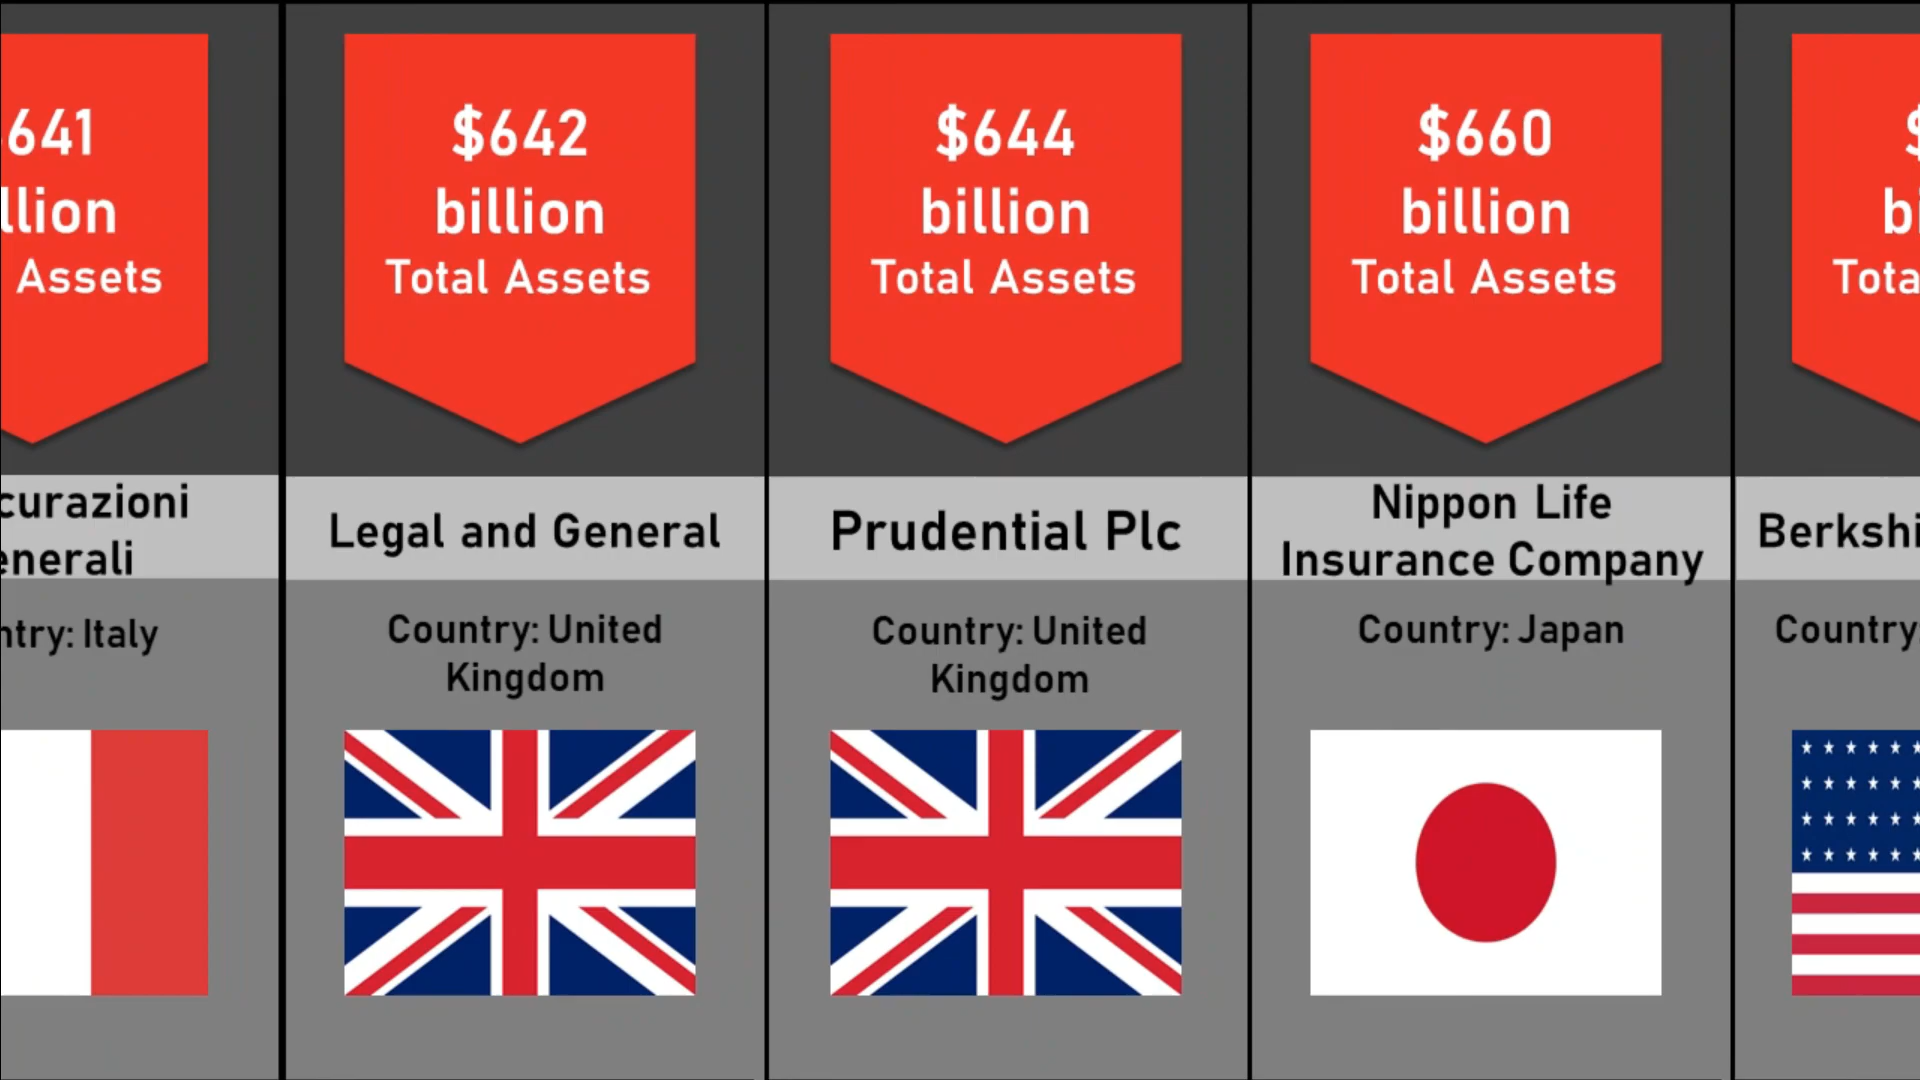 641
llion
Assets
curazioni
enerali
ntry: Italy
$642
billion
Total Assets
Legal and General
Country: United
Kingdom
$644
billion
Total Assets
Prudential Plc
Country: United
Kingdom
$660
billion
Total Assets
Nippon Life
Insurance Company
Country: Japan
$
bi
Tota
Berkshi
Country